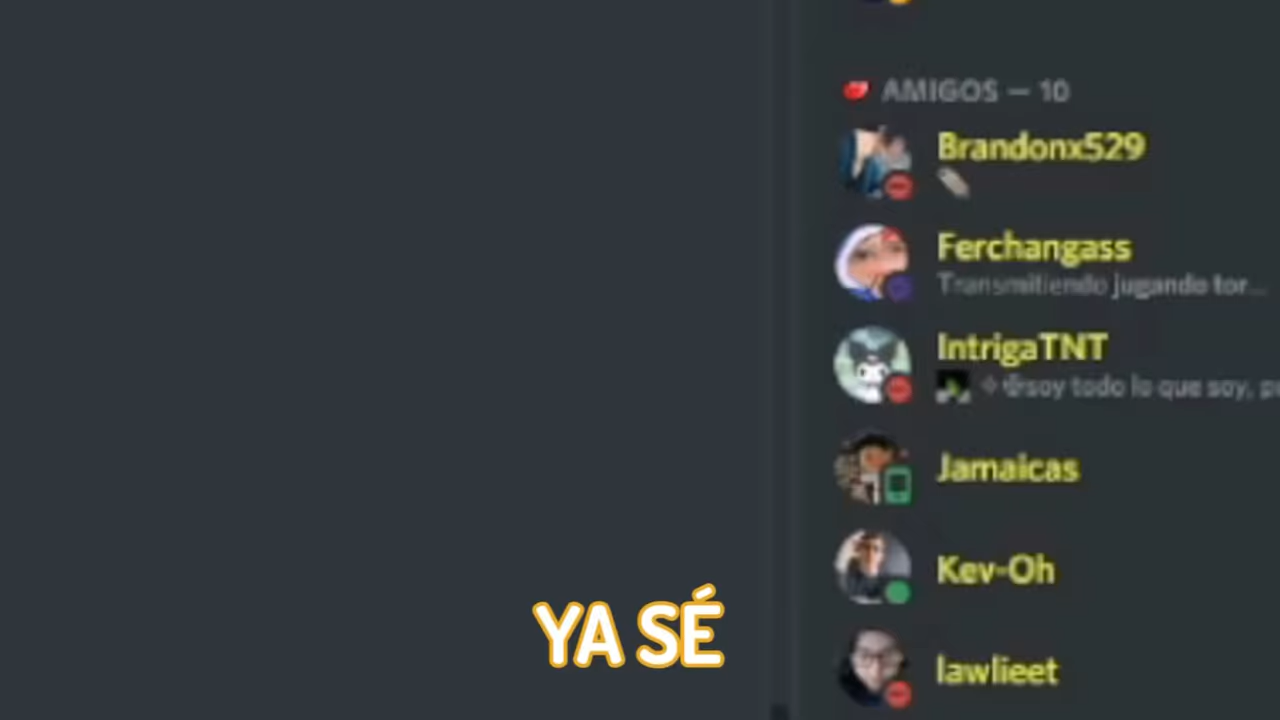 AMIGOS — 10
Brandonx529
Ferchangass
Transmitiendo jugando tor...
IntrigaTNT
soy todo lo que soy,
Jamaicas
Kev-Oh
lawlieet
YA SÉ